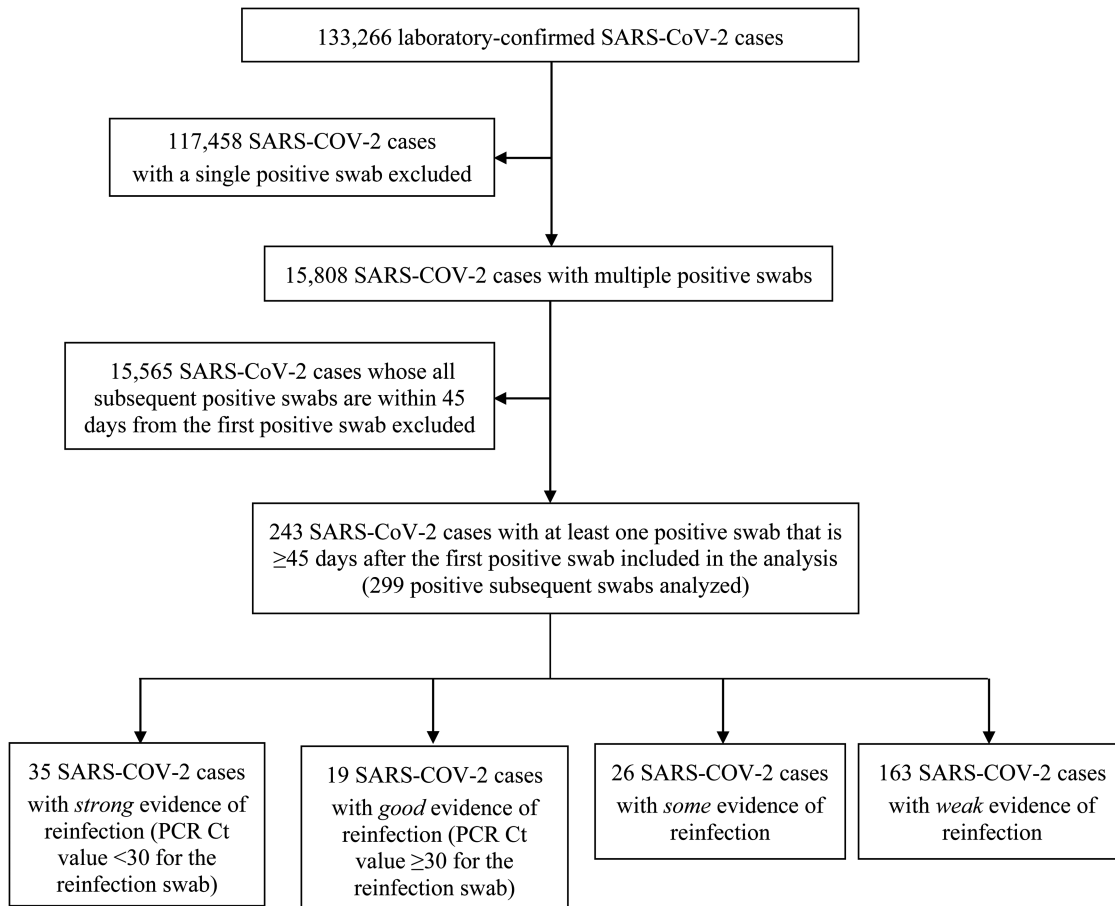 133,266 laboratory-confirmed SARS-CoV-2 cases
117,458 SARS-COV-2 cases
with a single positive swab excluded
15,808 SARS-COV-2 cases with multiple positive swabs
15,565 SARS-CoV-2 cases whose all
subsequent positive swabs are within 45
days from the first positive swab excluded
243 SARS-CoV-2 cases with at least one positive swab that is
≥45 days after the first positive swab included in the analysis
(299 positive subsequent swabs analyzed)
35 SARS-COV-2 cases
with strong evidence of
reinfection (PCR Ct
value <30 for the
reinfection swab)
19 SARS-COV-2 cases
with good evidence of
reinfection (PCR Ct
value ≥30 for the
reinfection swab)
26 SARS-COV-2 cases
with some evidence of
reinfection
163 SARS-COV-2 cases
with weak evidence of
reinfection